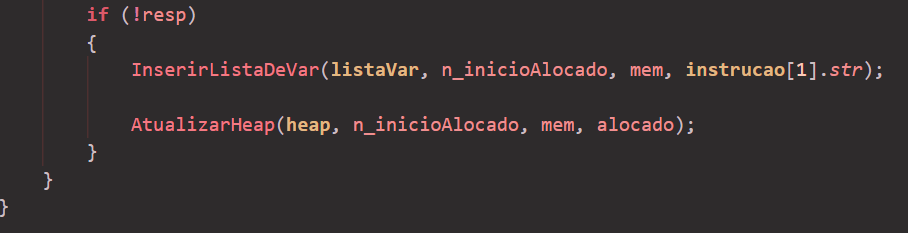 if (!resp)
{
InserirListaDeVar(listaVar, n_inicioAlocado, mem, instrucao[1].str);
AtualizarHeap(heap, n_inicioAlocado, mem, alocado);
}
}
}